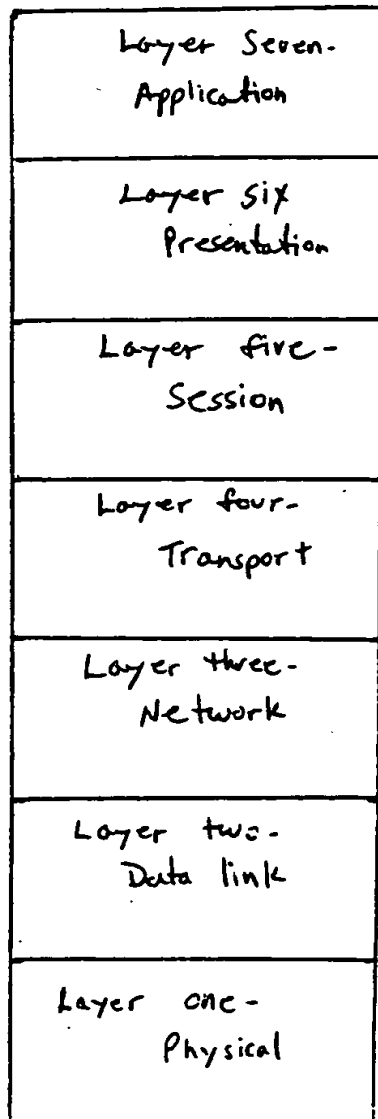 Layer Seven-
Application
Layer six
Presentation
Layer five-
Session
Layer four-
Transport
Layer three-
Network
Layer two-
Data link
Layer one-
Physical